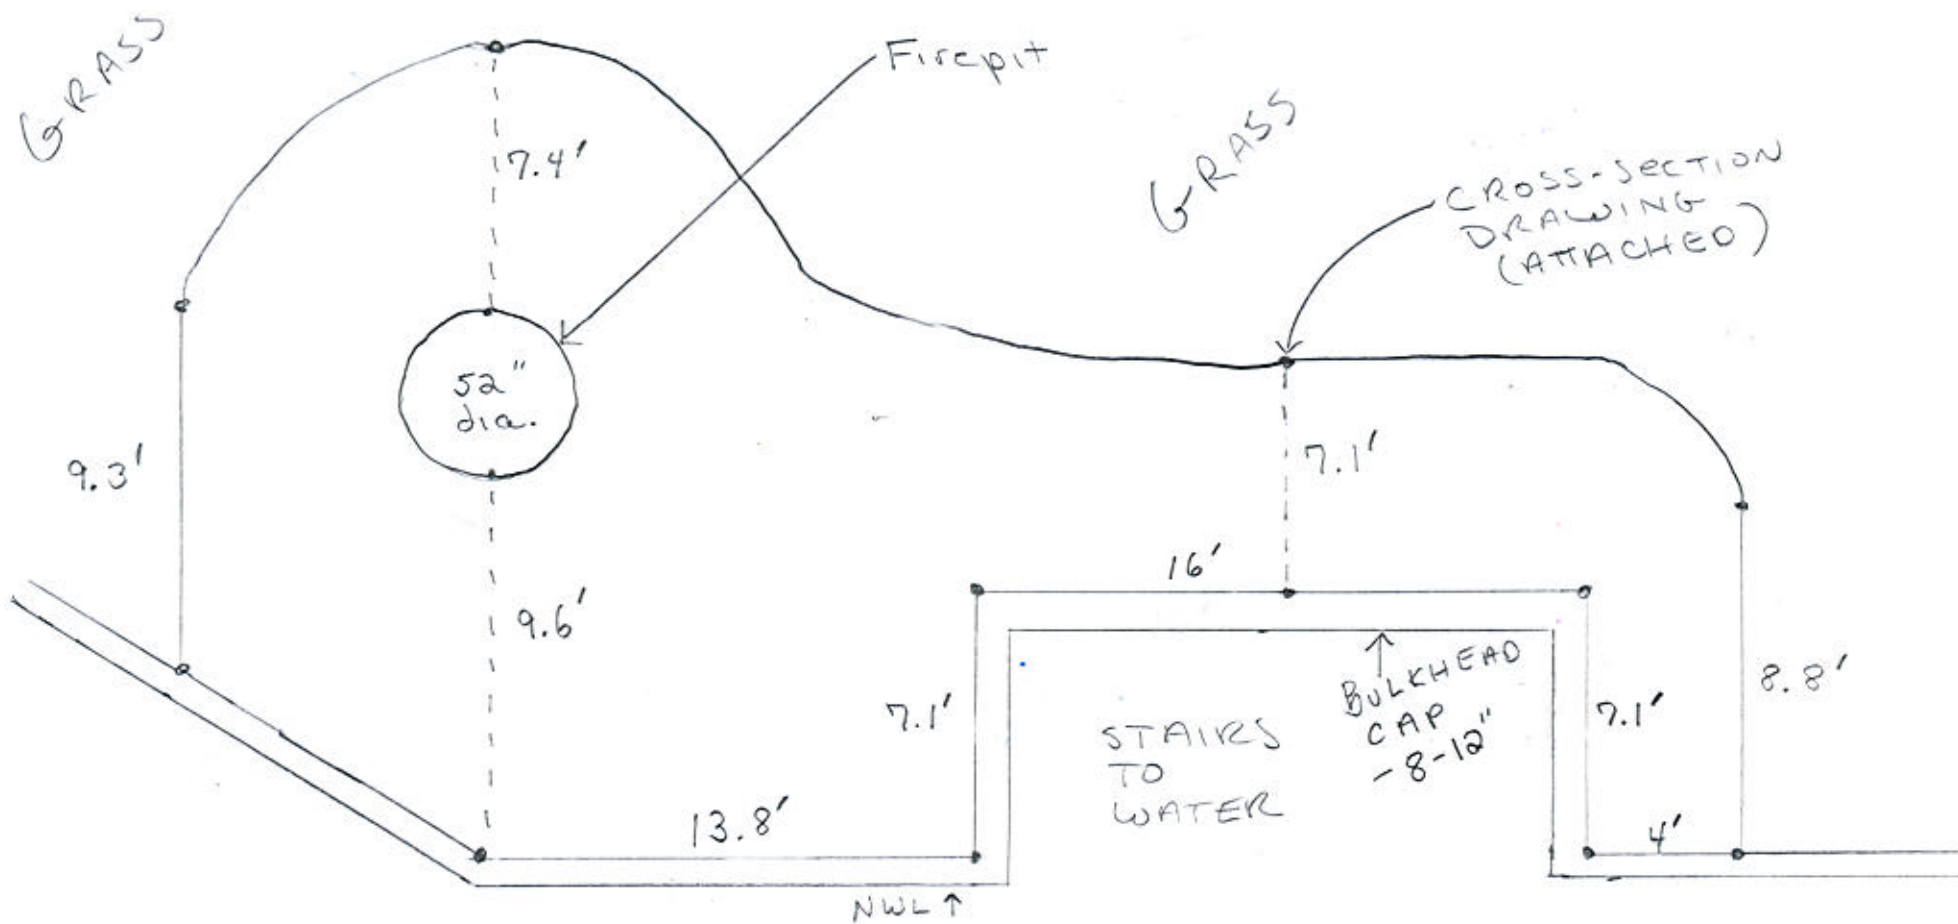 GRASS
Firepit
7.4'
GRASS
CROSS-SECTION
DRAWING
(ATTACHED)
52"
dia.
9.3'
7.1'
16'
9.6'
BULKHEAD
CAP
-8-12"
7.1'
STAIRS
TO
WATER
7.1'
8.8'
13.8'
4'
NWL ↑